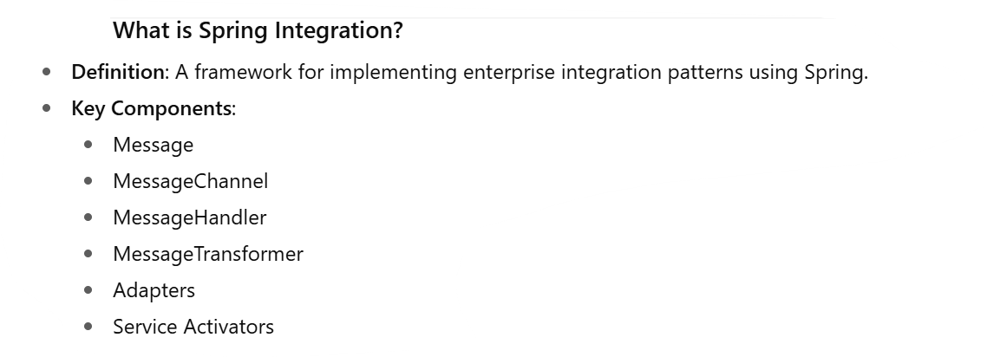 What is Spring Integration?
Definition: A framework for implementing enterprise integration patterns using Spring.
Key Components:
Message
MessageChannel
MessageHandler
MessageTransformer
Adapters
Service Activators